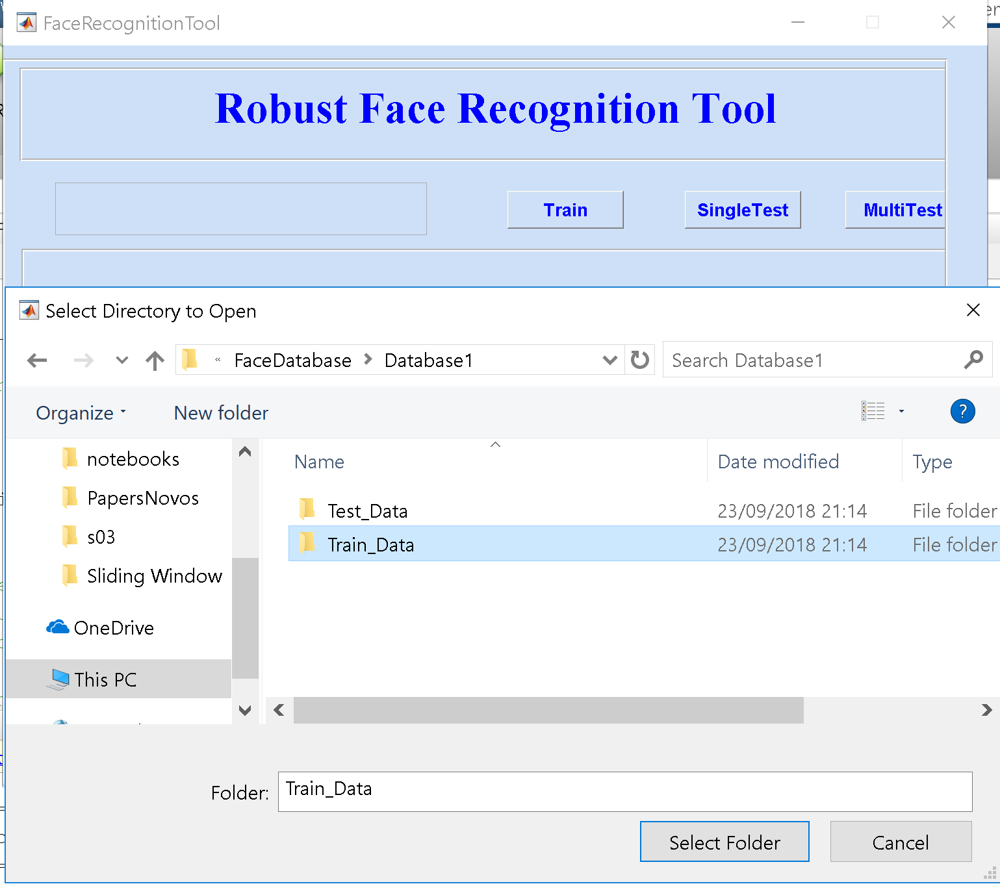 FaceRecognitionTool
Robust Face Recognition Tool
Train SingleTest MultiTest
Select Directory to Open
« FaceDatabase > Database1 Search Database1
Organize New folder
notebooks
PapersNovos
s03
Sliding Window
OneDrive
This PC
Name Date modified Type
Test_Data 23/09/2018 21:14 File folder
Train_Data 23/09/2018 21:14 File folder
Folder: Train_Data
Select Folder Cancel